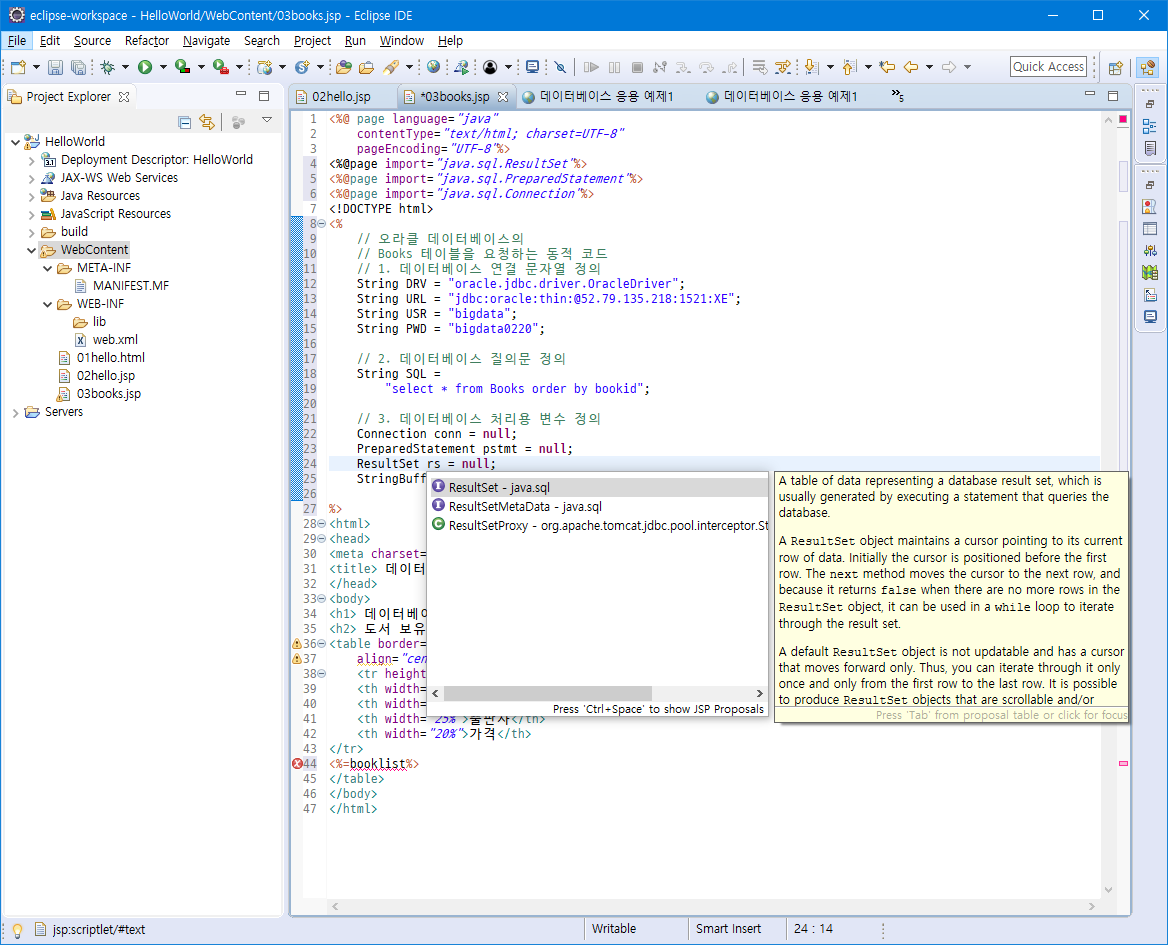 eclipse-workspace - HelloWorld/WebContent/03books.jsp - Eclipse IDE
File Edit Source Refactor Navigate Search Project Run Window Help
Quick Access
Project Explorer
HelloWorld
Deployment Descriptor: HelloWorld
JAX-WS Web Services
Java Resources
JavaScript Resources
build
WebContent
META-INF
MANIFEST.MF
WEB-INF
lib
web.xml
01hello.html
02hello.jsp
03books.jsp
Servers
02hello.jsp *03books.jsp 데이터베이스 응용 예제1 데이터베이스 응용 예제1 »5
1 <%@ page language="java"
2 contentType="text/html; charset=UTF-8"
3 pageEncoding="UTF-8"%>
4 <%@page import="java.sql.ResultSet"%>
5 <%@page import="java.sql.PreparedStatement"%>
6 <%@page import="java.sql.Connection"%>
7 <!DOCTYPE html>
8 <%
9 // 오라클 데이터베이스의
10 // Books 테이블을 요청하는 동적 코드
11 // 1. 데이터베이스 연결 문자열 정의
12 String DRV = "oracle.jdbc.driver.OracleDriver";
13 String URL = "jdbc:oracle:thin:@52.79.135.218:1521:XE";
14 String USR = "bigdata";
15 String PWD = "bigdata0220";
16
17 // 2. 데이터베이스 질의문 정의
18 String SQL =
19 "select * from Books order by bookid";
20
21 // 3. 데이터베이스 처리용 변수 정의
22 Connection conn = null;
23 PreparedStatement pstmt = null;
24 ResultSet rs = null;
25 StringBuff
26
27 %>
28 <html>
29 <head>
30 <meta charset=
31 <title> 데이터
32 </head>
33 <body>
34 <h1> 데이터베이
35 <h2> 도서 보유
36 <table border=
37 align="cen
38 <tr height
39 <th width=
40 <th width=
41 <th width="25%">출판사</th>
42 <th width="20%">가격</th>
43 </tr>
44 <%=booklist%>
45 </table>
46 </body>
47 </html>
ResultSet - java.sql
ResultSetMetaData - java.sql
ResultSetProxy - org.apache.tomcat.jdbc.pool.interceptor.St
Press 'Ctrl+Space' to show JSP Proposals
A table of data representing a database result set, which is
usually generated by executing a statement that queries the
database.
A ResultSet object maintains a cursor pointing to its current
row of data. Initially the cursor is positioned before the first
row. The next method moves the cursor to the next row, and
because it returns false when there are no more rows in the
ResultSet object, it can be used in a while loop to iterate
through the result set.
A default ResultSet object is not updatable and has a cursor
that moves forward only. Thus, you can iterate through it only
once and only from the first row to the last row. It is possible
to produce ResultSet objects that are scrollable and/or
Press 'Tab' from proposal table or click for focus
jsp:scriptlet/#text
Writable
Smart Insert
24 : 14